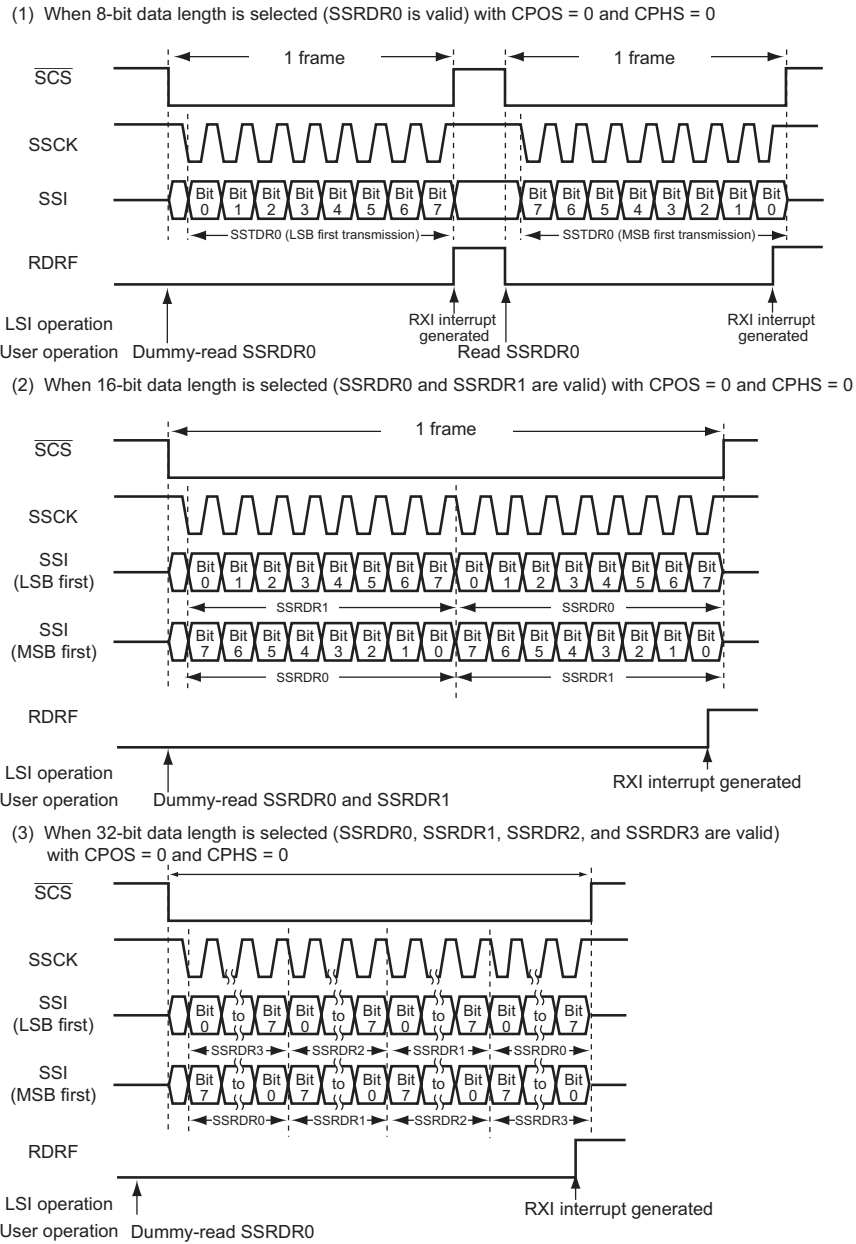 (1) When 8-bit data length is selected (SSRDR0 is valid) with CPOS = 0 and CPHS = 0
1 frame 1 frame
SCS
SSCK
SSI Bit 0 Bit 1 Bit 2 Bit 3 Bit 4 Bit 5 Bit 6 Bit 7 Bit 7 Bit 6 Bit 5 Bit 4 Bit 3 Bit 2 Bit 1 Bit 0
SSTDR0 (LSB first transmission) SSTDR0 (MSB first transmission)
RDRF
LSI operation RXI interrupt generated RXI interrupt generated
User operation Dummy-read SSRDR0 Read SSRDR0
(2) When 16-bit data length is selected (SSRDR0 and SSRDR1 are valid) with CPOS = 0 and CPHS = 0
1 frame
SCS
SSCK
SSI (LSB first) Bit 0 Bit 1 Bit 2 Bit 3 Bit 4 Bit 5 Bit 6 Bit 7 Bit 0 Bit 1 Bit 2 Bit 3 Bit 4 Bit 5 Bit 6 Bit 7
SSRDR1 SSRDR0
SSI (MSB first) Bit 7 Bit 6 Bit 5 Bit 4 Bit 3 Bit 2 Bit 1 Bit 0 Bit 7 Bit 6 Bit 5 Bit 4 Bit 3 Bit 2 Bit 1 Bit 0
SSRDR0 SSRDR1
RDRF
LSI operation RXI interrupt generated
User operation Dummy-read SSRDR0 and SSRDR1
(3) When 32-bit data length is selected (SSRDR0, SSRDR1, SSRDR2, and SSRDR3 are valid)
with CPOS = 0 and CPHS = 0
SCS
SSCK
SSI (LSB first) Bit 0 to Bit 7 Bit 0 to Bit 7 Bit 0 to Bit 7 Bit 0 to Bit 7
SSRDR3 SSRDR2 SSRDR1 SSRDR0
SSI (MSB first) Bit 7 to Bit 0 Bit 7 to Bit 0 Bit 7 to Bit 0 Bit 7 to Bit 0
SSRDR0 SSRDR1 SSRDR2 SSRDR3
RDRF
LSI operation RXI interrupt generated
User operation Dummy-read SSRDR0